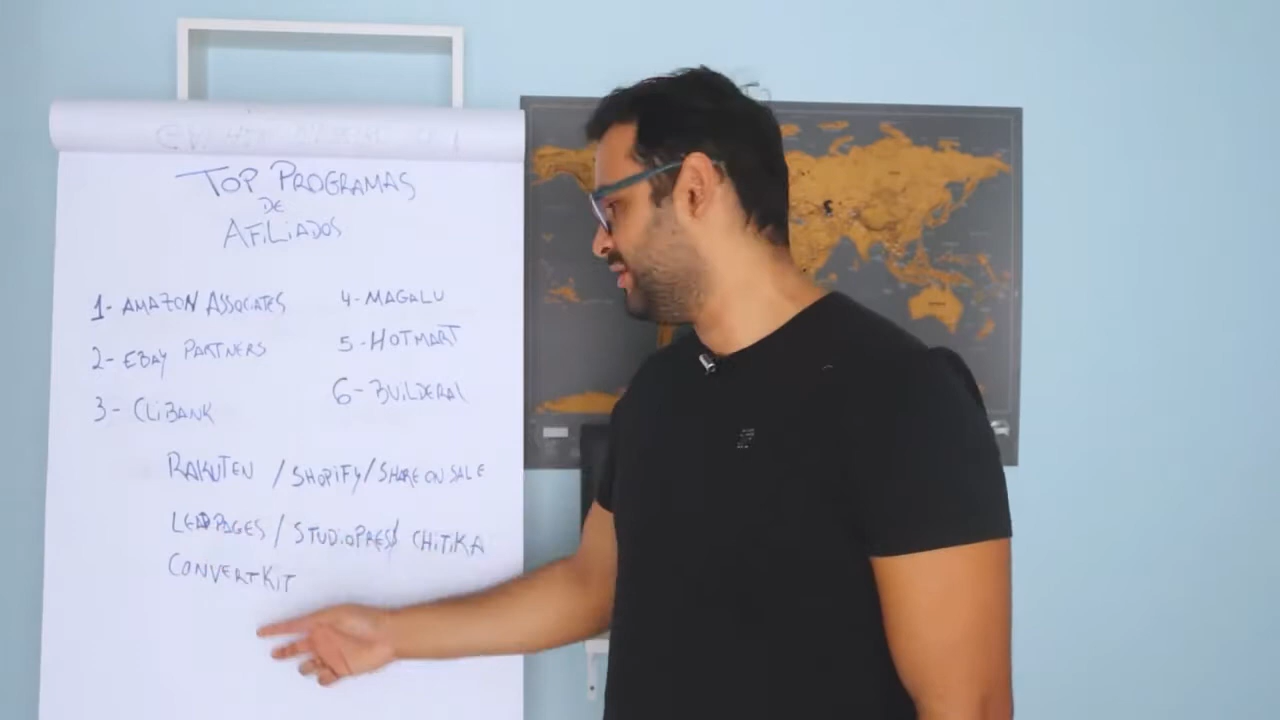 TOP PROGRAMAS
DE
AFILIADOS
1- AMAZON ASSOCIATES
2- EBAY PARTNERS
3- CLIBANK
4- MAGALU
5- HOTMART
6- BUILDERAL
RAKUTEN / SHOPIFY / SHARE ON SALE
LEADPAGES / STUDIOPRESS CHITIKA
CONVERTKIT